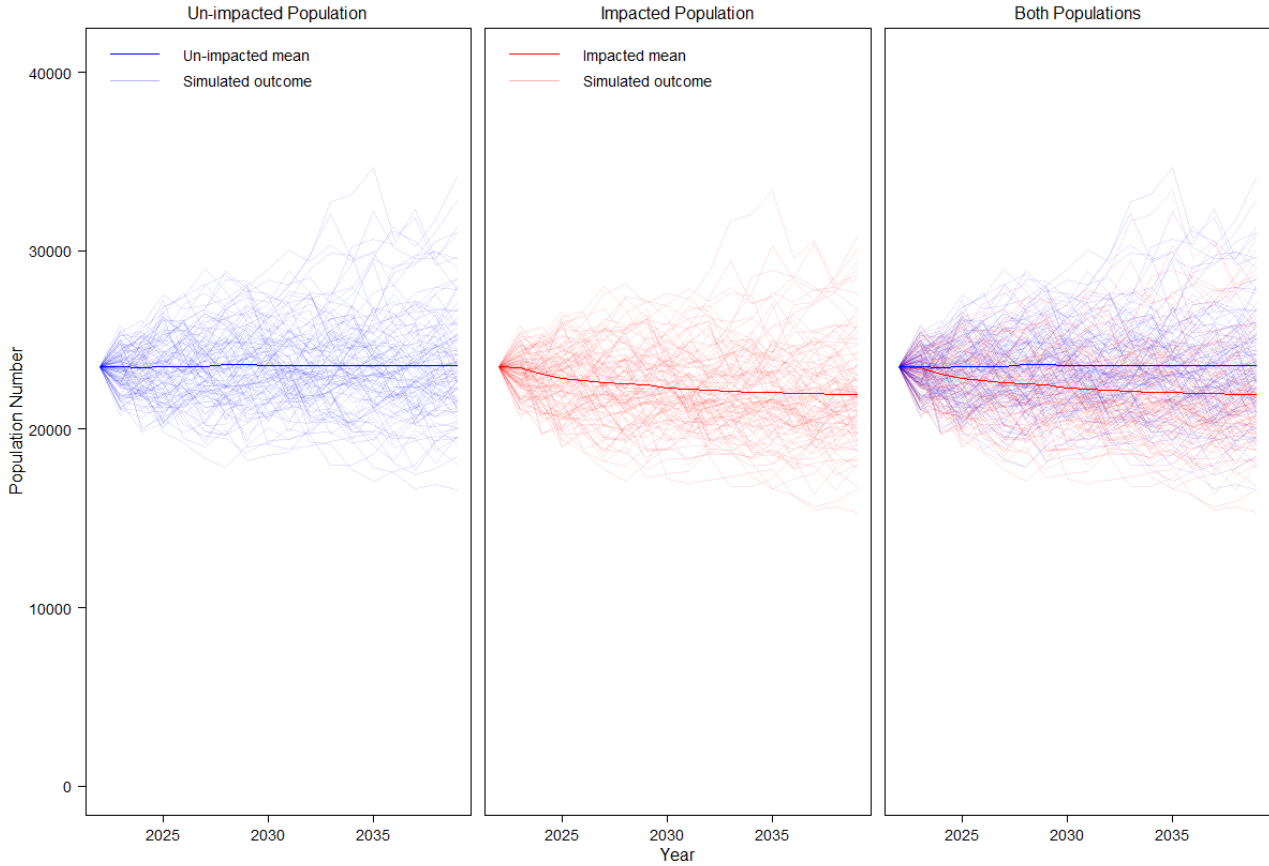 Un-impacted Population
Impacted Population
Both Populations
Un-impacted mean
Simulated outcome
Impacted mean
Simulated outcome
Population Number
40000
30000
20000
10000
0
2025 2030 2035
2025 2030 2035
2025 2030 2035
Year